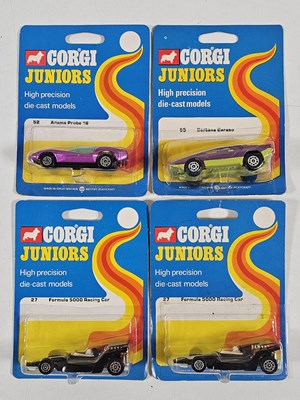 CORGI
JUNIORS
High precision
die-cast models
52 Adams Probe 16
CORGI
JUNIORS
High precision
die-cast models
55 Bertone Carabo
CORGI
JUNIORS
High precision
die-cast models
27 Formula 5000 Racing Car
CORGI
JUNIORS
High precision
die-cast models
27 Formula 5000 Racing Car